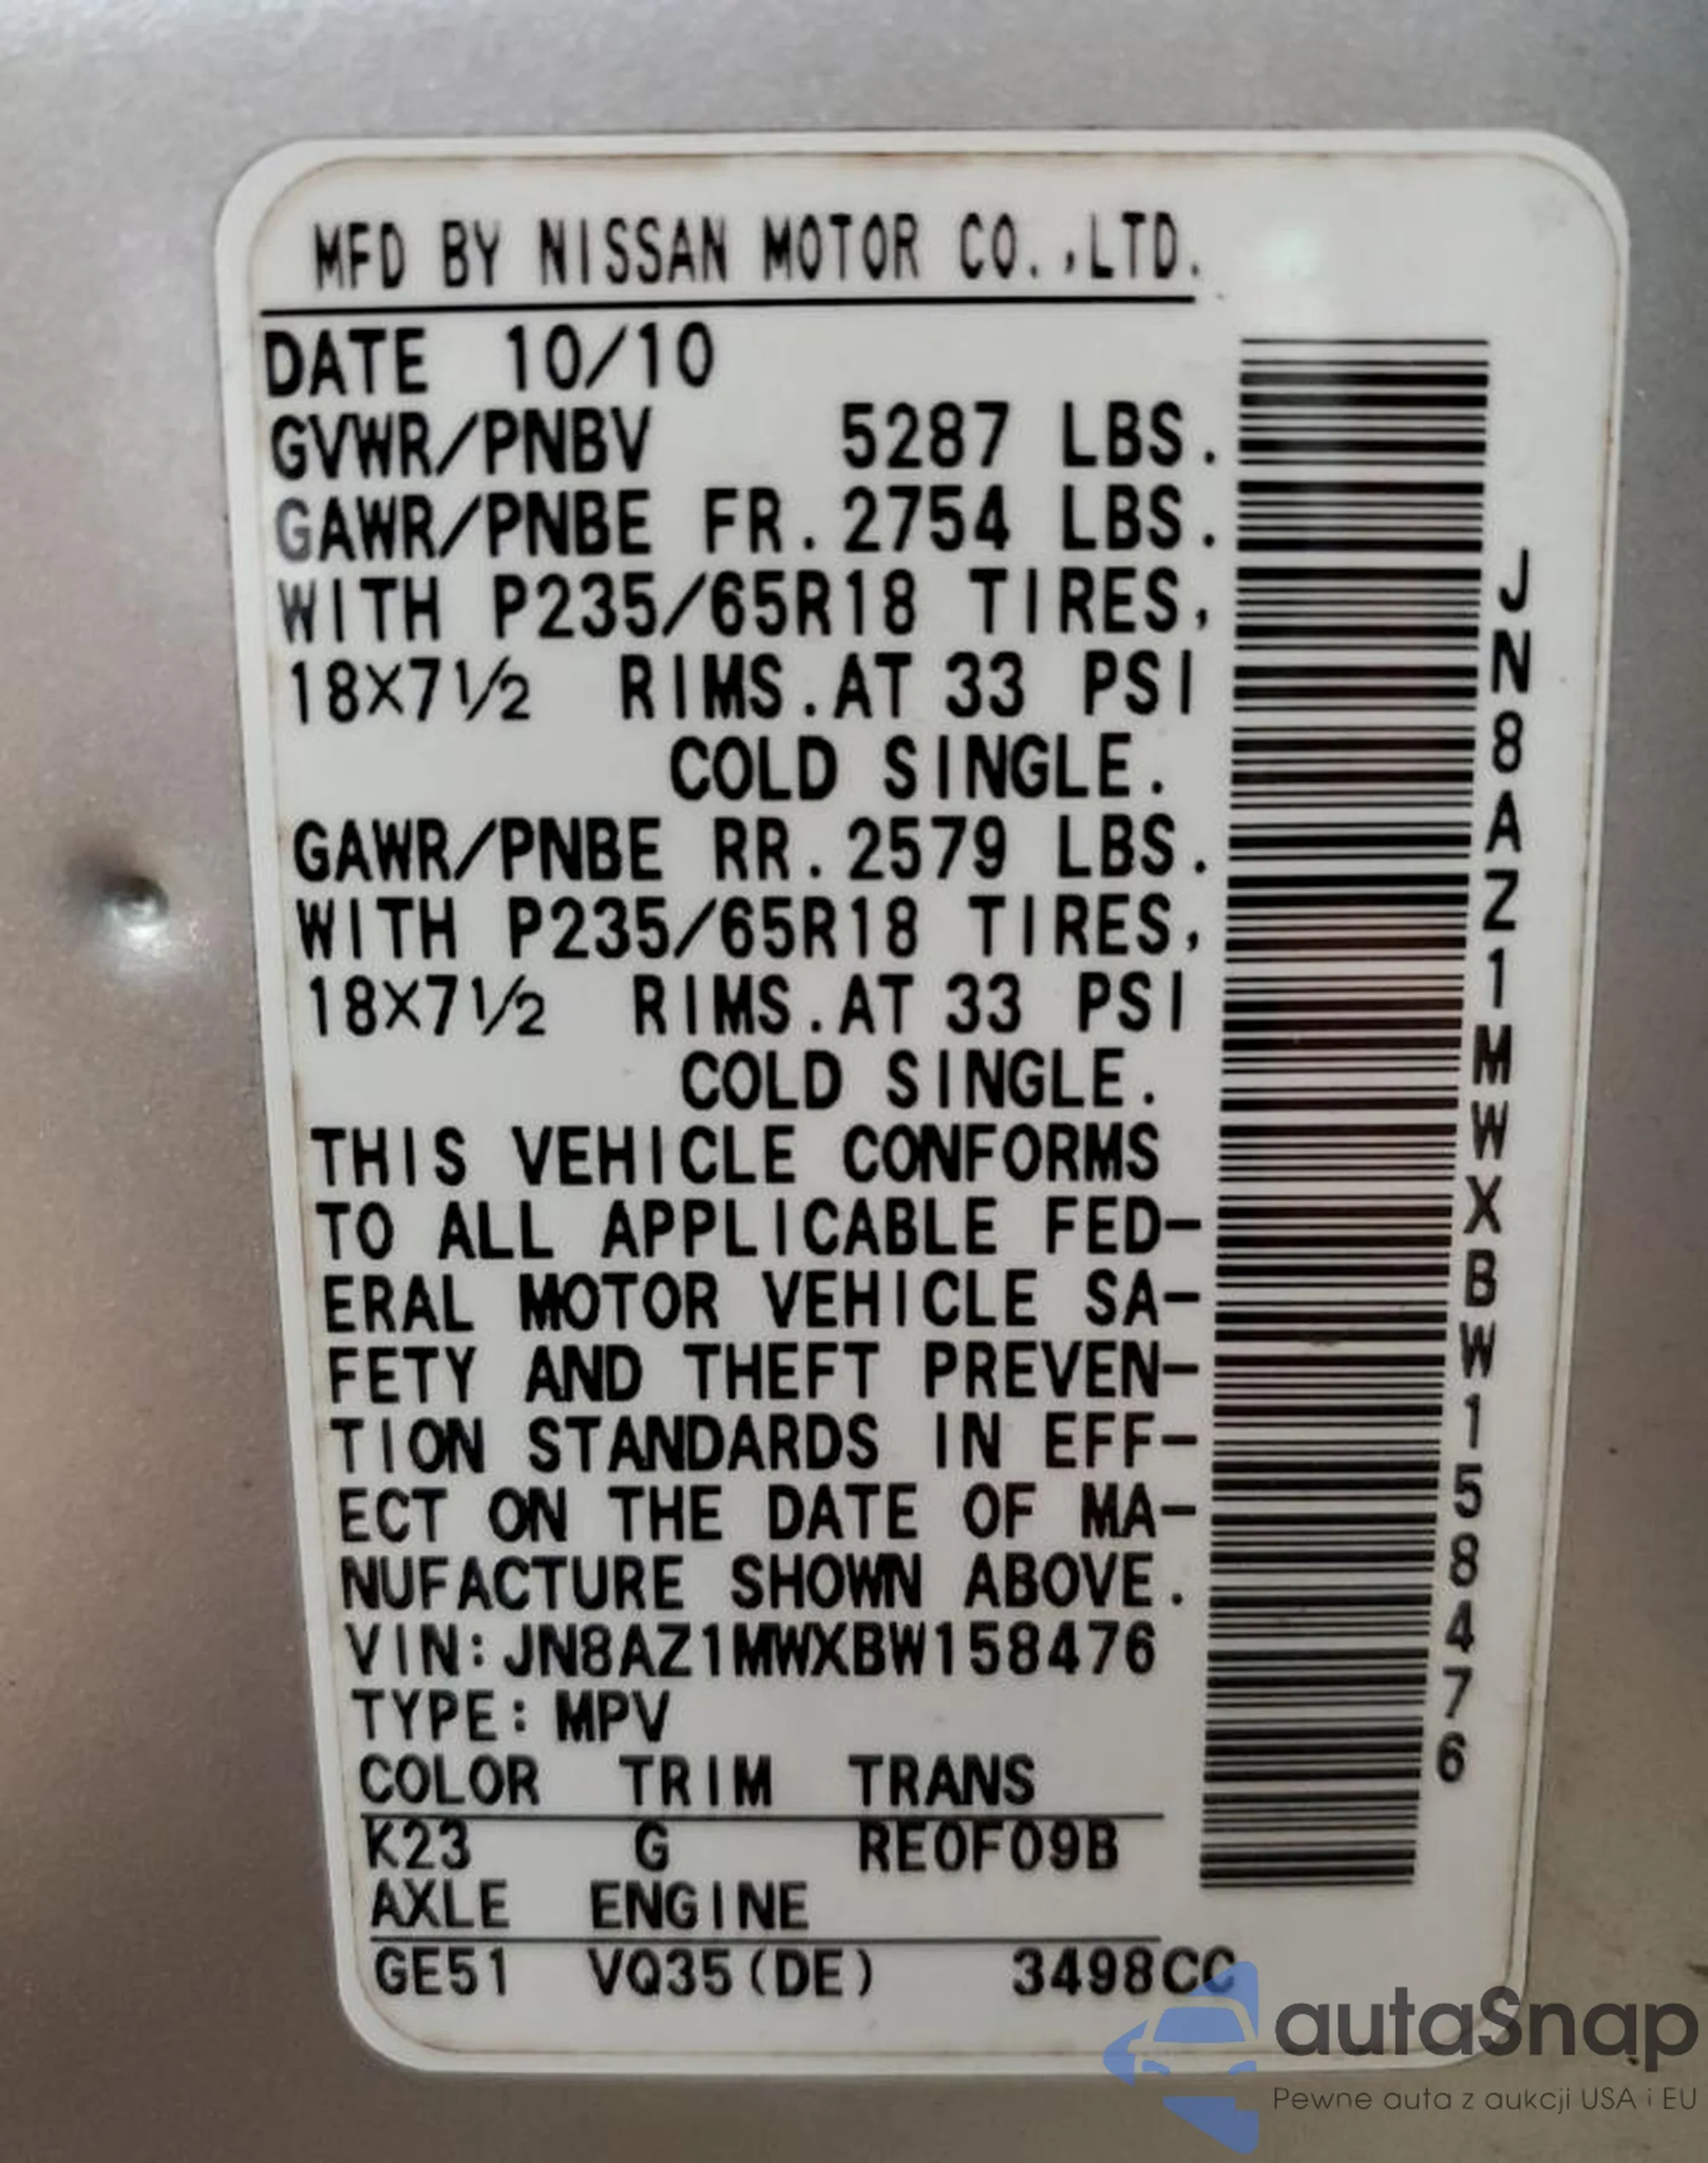 MFD BY NISSAN MOTOR CO.,LTD.
DATE 10/10
GVWR/PNBV 5287 LBS.
GAWR/PNBE FR. 2754 LBS.
WITH P235/65R18 TIRES,
18X7½ RIMS. AT 33 PSI
COLD SINGLE.
GAWR/PNBE RR. 2579 LBS.
WITH P235/65R18 TIRES,
18X7½ RIMS. AT 33 PSI
COLD SINGLE.
THIS VEHICLE CONFORMS
TO ALL APPLICABLE FED-
ERAL MOTOR VEHICLE SA-
FETY AND THEFT PREVEN-
TION STANDARDS IN EFF-
ECT ON THE DATE OF MA-
NUFACTURE SHOWN ABOVE.
VIN: JN8AZ1MWXBW158476
TYPE: MPV
COLOR TRIM TRANS
K23 G RE0F09B
AXLE ENGINE
GE51 VQ35(DE) 3498CC
JN8AZ1MWXBW158476
autaSnap
Pewne auta z aukcji USA i EU